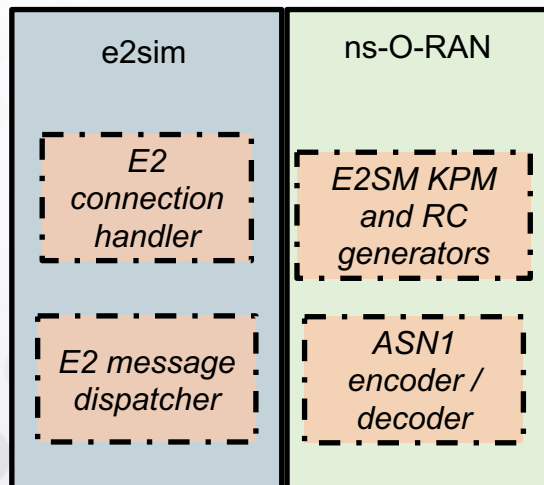 e2sim
E2
connection
handler
E2 message
dispatcher
ns-O-RAN
E2SM KPM
and RC
generators
ASN1
encoder /
decoder